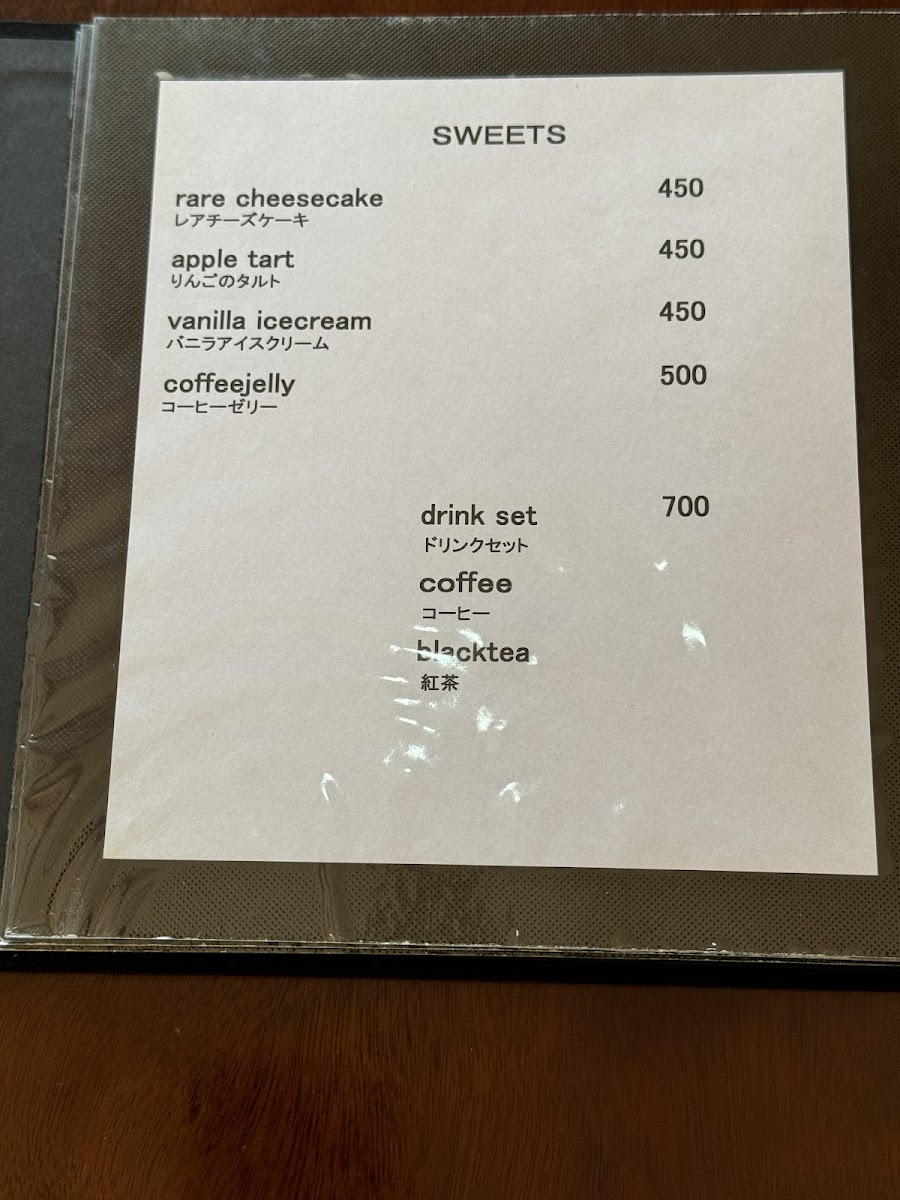 SWEETS
rare cheesecake 450
レアチーズケーキ
apple tart 450
りんごのタルト
vanilla icecream 450
バニラアイスクリーム
coffeejelly 500
コーヒーゼリー
drink set 700
ドリンクセット
coffee
コーヒー
blacktea
紅茶